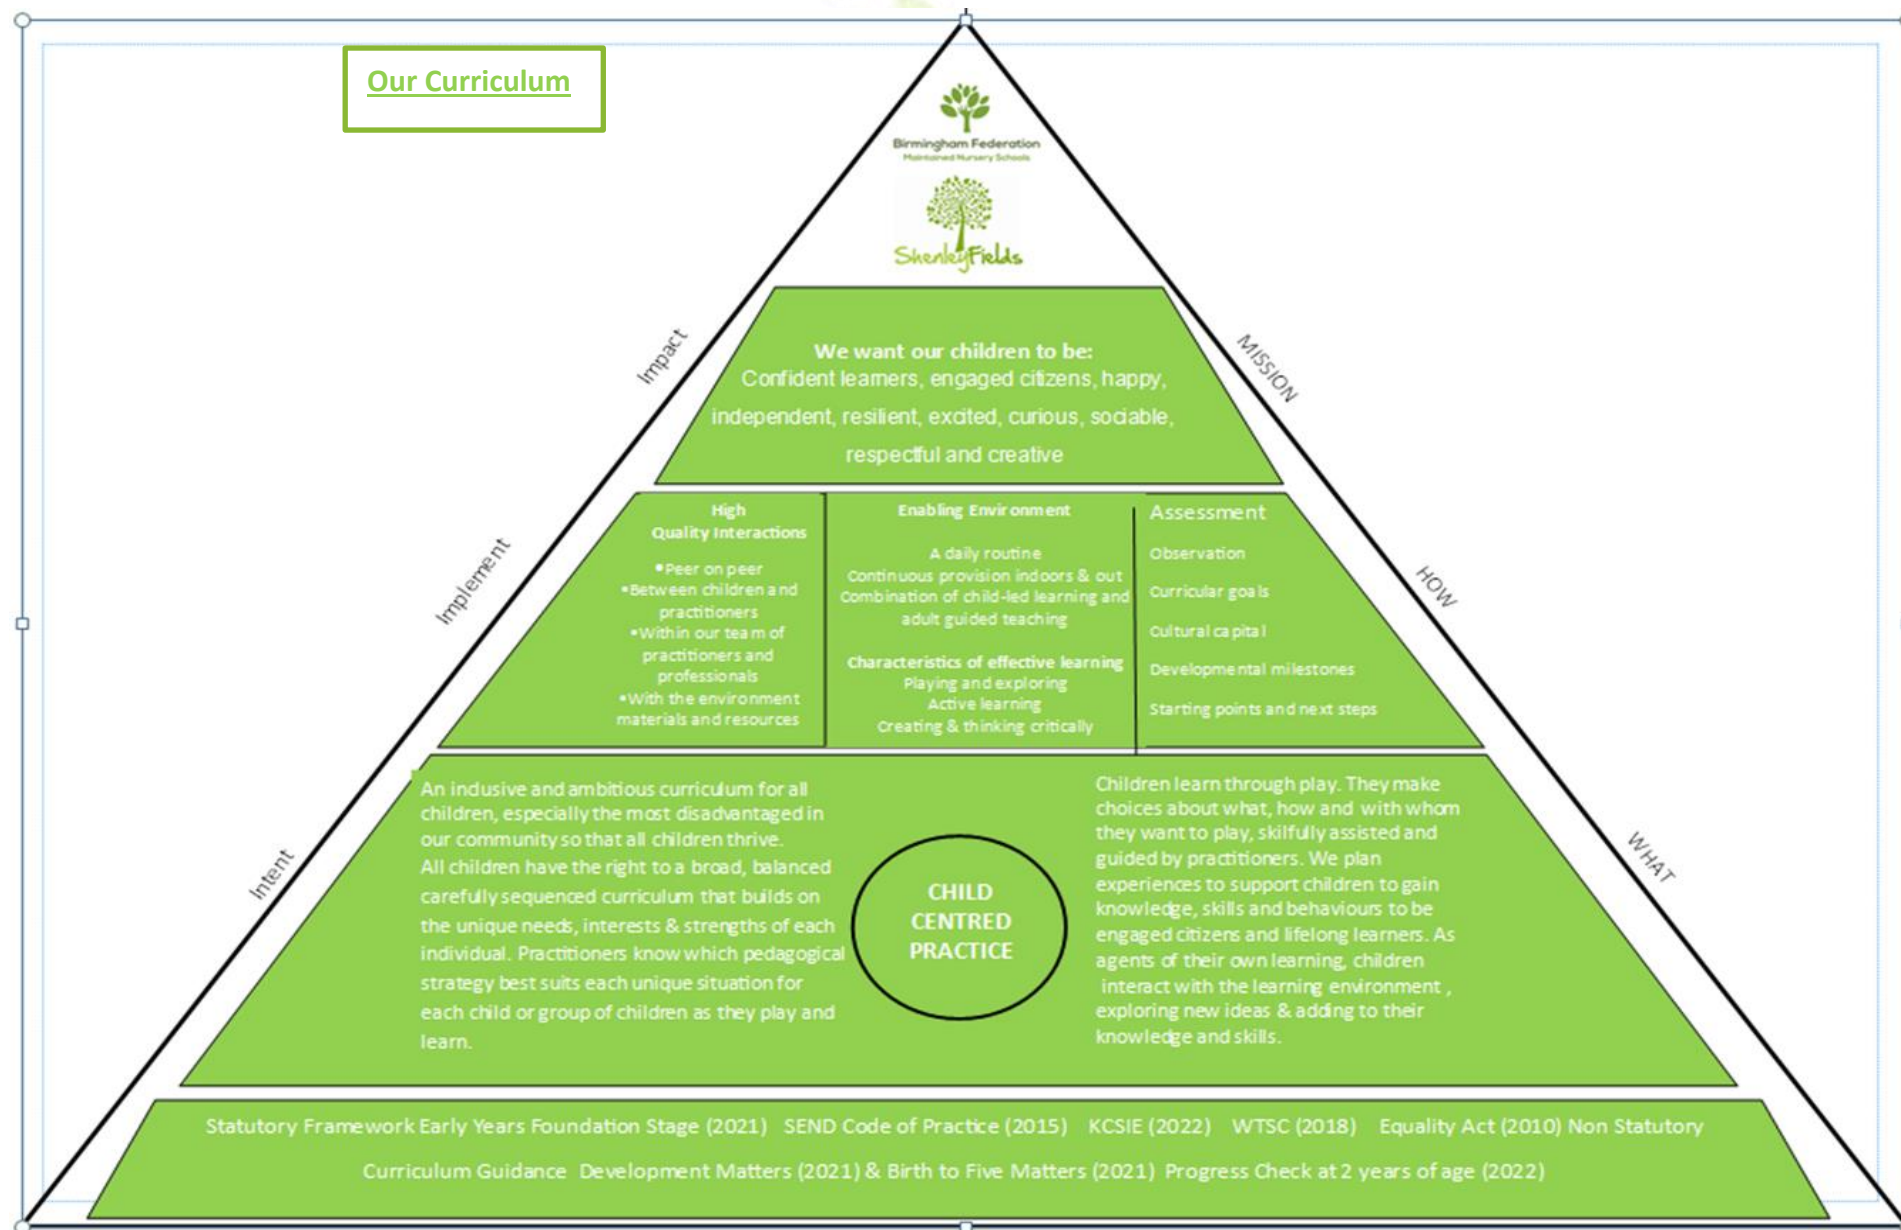 Our Curriculum
Birmingham Federation
Maintained Nursery Schools
ShenleyFields
Impact
MISSION
We want our children to be:
Confident learners, engaged citizens, happy,
independent, resilient, excited, curious, sociable,
respectful and creative
Implement
HOW
High
Quality Interactions
•Peer on peer
•Between children and
practitioners
•Within our team of
practitioners and
professionals
•With the environment
materials and resources
Enabling Environment
A daily routine
Continuous provision indoors & out
Combination of child-led learning and
adult guided teaching
Characteristics of effective learning
Playing and exploring
Active learning
Creating & thinking critically
Assessment
Observation
Curricular goals
Cultural capital
Developmental milestones
Starting points and next steps
Intent
WHAT
An inclusive and ambitious curriculum for all
children, especially the most disadvantaged in
our community so that all children thrive.
All children have the right to a broad, balanced
carefully sequenced curriculum that builds on
the unique needs, interests & strengths of each
individual. Practitioners know which pedagogical
strategy best suits each unique situation for
each child or group of children as they play and
learn.
CHILD
CENTRED
PRACTICE
Children learn through play. They make
choices about what, how and with whom
they want to play, skilfully assisted and
guided by practitioners. We plan
experiences to support children to gain
knowledge, skills and behaviours to be
engaged citizens and lifelong learners. As
agents of their own learning, children
interact with the learning environment ,
exploring new ideas & adding to their
knowledge and skills.
Statutory Framework Early Years Foundation Stage (2021) SEND Code of Practice (2015) KCSIE (2022) WTSC (2018) Equality Act (2010) Non Statutory
Curriculum Guidance Development Matters (2021) & Birth to Five Matters (2021) Progress Check at 2 years of age (2022)